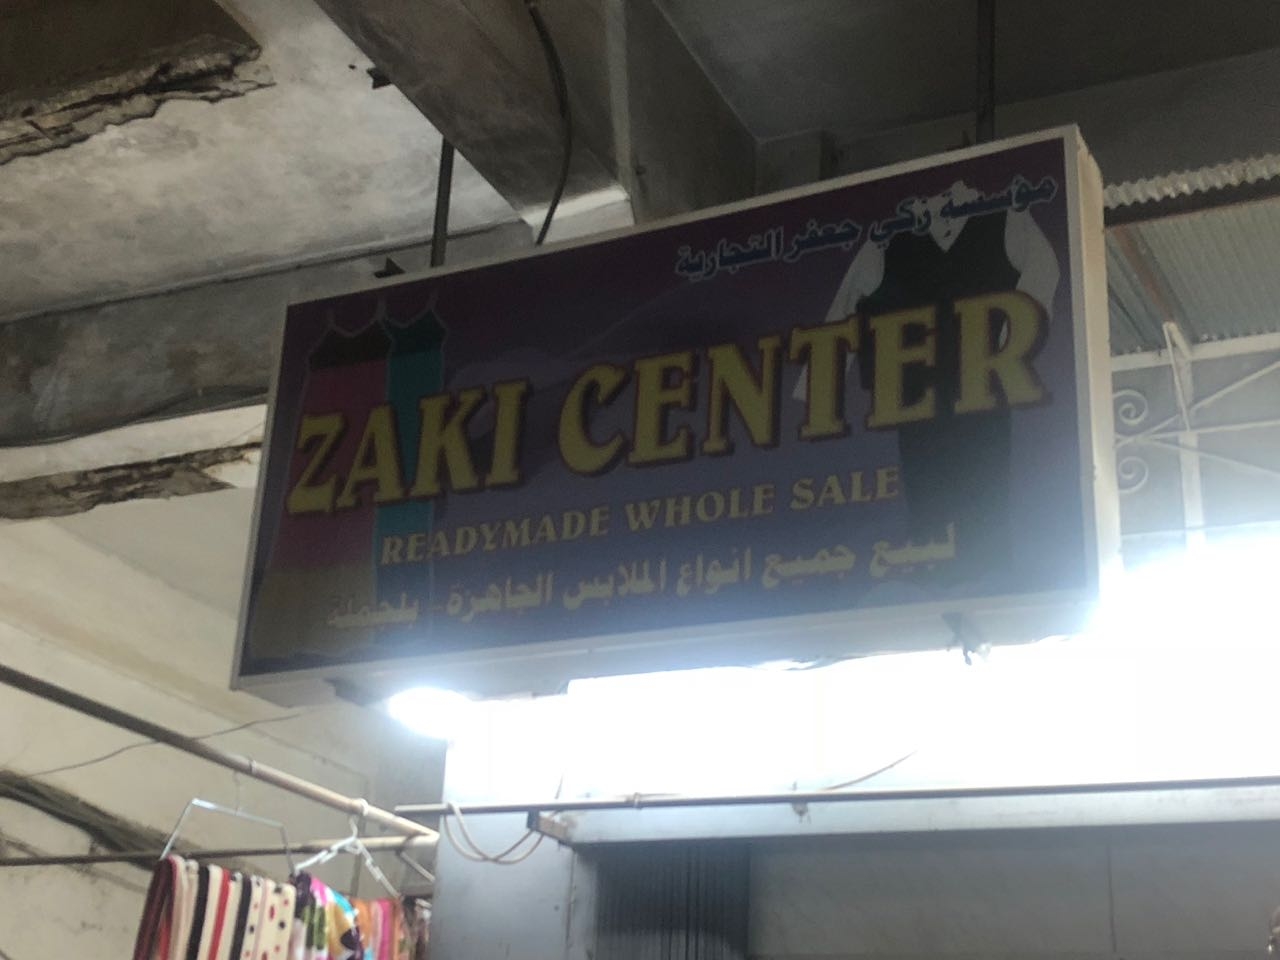 مؤسسة زكي جعفر التجارية
ZAKI CENTER
READYMADE WHOLE SALE
لبيع جميع انواع الملابس الجاهزة - بلجملة